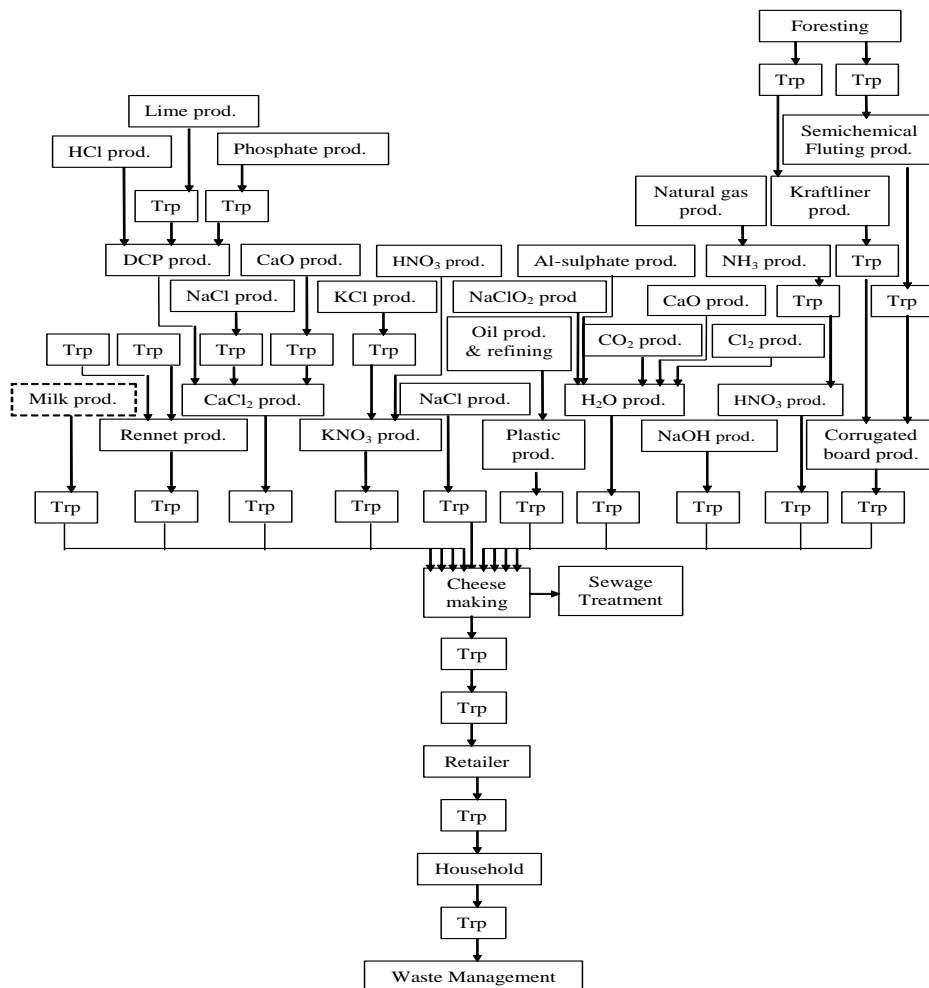 Foresting
Trp
Trp
Lime prod.
HCl prod.
Phosphate prod.
Semichemical
Fluting prod.
Trp
Trp
Natural gas
prod.
Kraftliner
prod.
DCP prod.
CaO prod.
HNO₃ prod.
Al-sulphate prod.
NH₃ prod.
Trp
NaCl prod.
KCl prod.
NaClO₂ prod
CaO prod.
Trp
Trp
Trp
Trp
Trp
Trp
Trp
Oil prod.
& refining
CO₂ prod.
Cl₂ prod.
Milk prod.
CaCl₂ prod.
NaCl prod.
H₂O prod.
HNO₃ prod.
Rennet prod.
KNO₃ prod.
Plastic
prod.
NaOH prod.
Corrugated
board prod.
Trp
Trp
Trp
Trp
Trp
Trp
Trp
Trp
Trp
Trp
Cheese
making
Sewage
Treatment
Trp
Trp
Retailer
Trp
Household
Trp
Waste Management